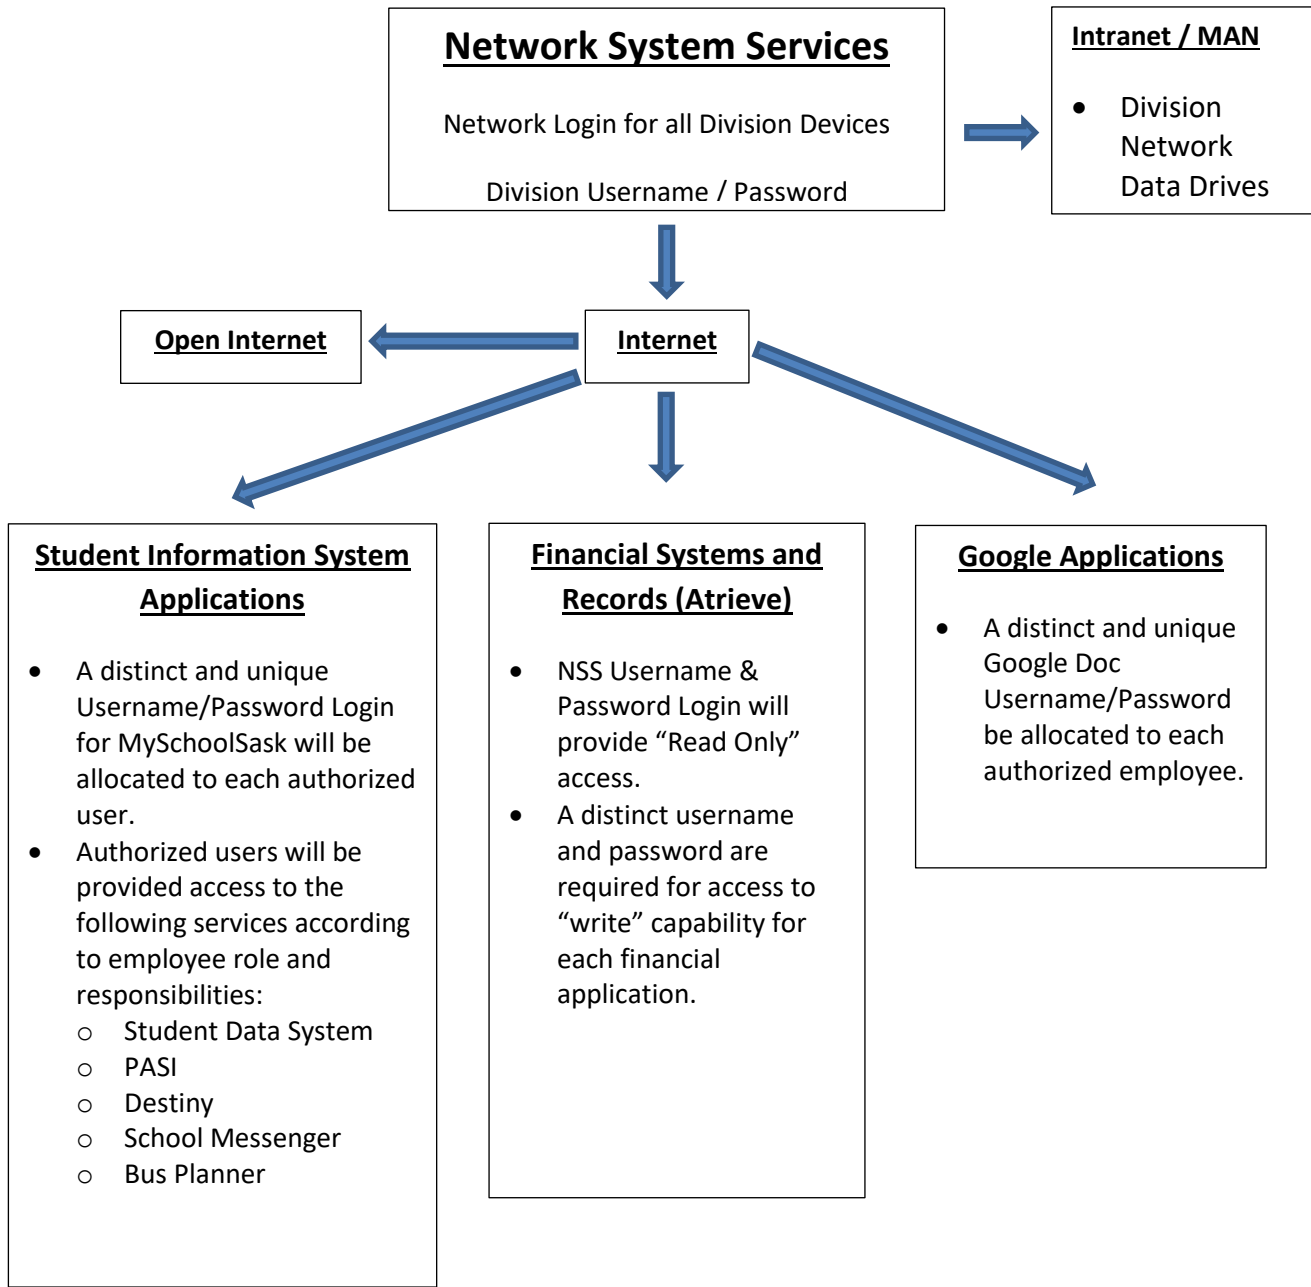 Network System Services
Network Login for all Division Devices
Division Username / Password
Intranet / MAN
• Division
Network
Data Drives
Open Internet
Internet
Student Information System
Applications
• A distinct and unique
Username/Password Login
for MySchoolSask will be
allocated to each authorized
user.
• Authorized users will be
provided access to the
following services according
to employee role and
responsibilities:
o Student Data System
o PASI
o Destiny
o School Messenger
o Bus Planner
Financial Systems and
Records (Atrieve)
• NSS Username &
Password Login will
provide “Read Only”
access.
• A distinct username
and password are
required for access to
“write” capability for
each financial
application.
Google Applications
• A distinct and unique
Google Doc
Username/Password
be allocated to each
authorized employee.